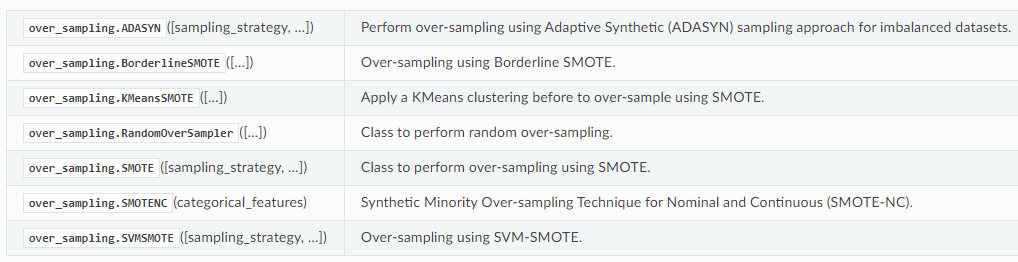 over_sampling.ADASYN([sampling_strategy, ...]) Perform over-sampling using Adaptive Synthetic (ADASYN) sampling approach for imbalanced datasets.
over_sampling.BorderlineSMOTE([...]) Over-sampling using Borderline SMOTE.
over_sampling.KMeansSMOTE([...]) Apply a KMeans clustering before to over-sample using SMOTE.
over_sampling.RandomOverSampler([...]) Class to perform random over-sampling.
over_sampling.SMOTE([sampling_strategy, ...]) Class to perform over-sampling using SMOTE.
over_sampling.SMOTENC(categorical_features) Synthetic Minority Over-sampling Technique for Nominal and Continuous (SMOTE-NC).
over_sampling.SVMSMOTE([sampling_strategy, ...]) Over-sampling using SVM-SMOTE.